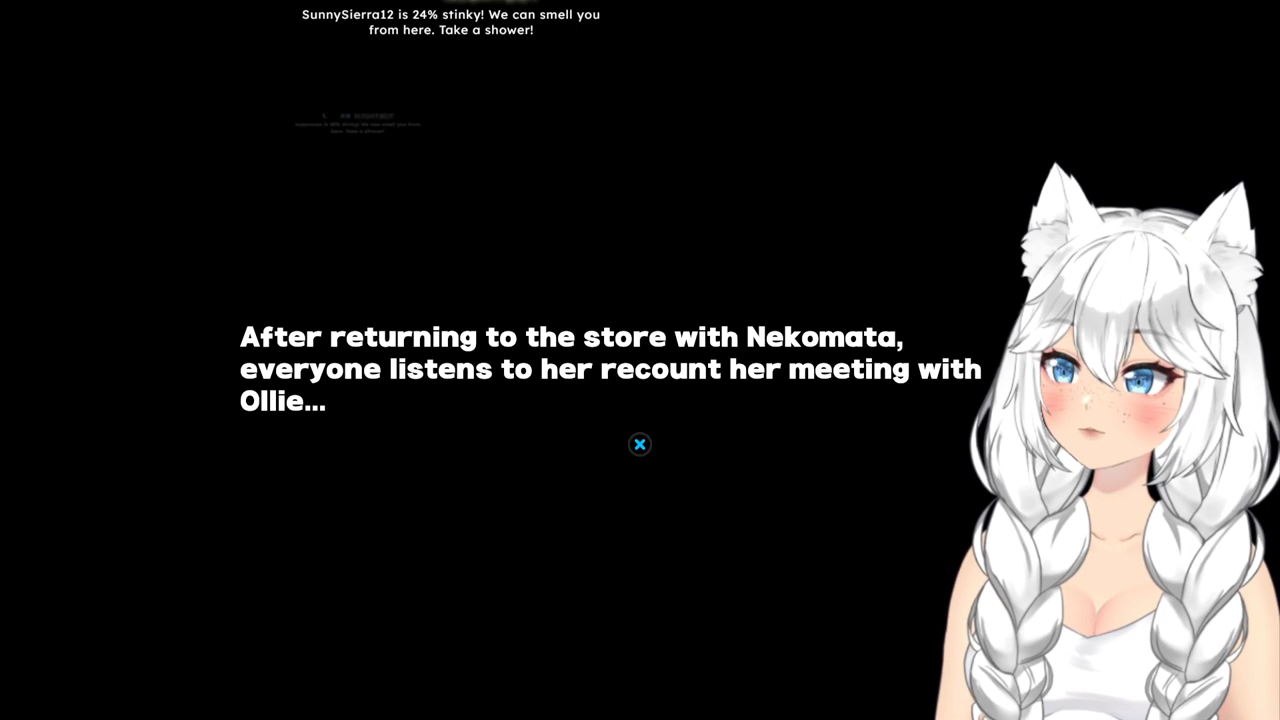 SunnySierra12 is 24% stinky! We can smell you
from here. Take a shower!
After returning to the store with Nekomata,
everyone listens to her recount her meeting with
Ollie...